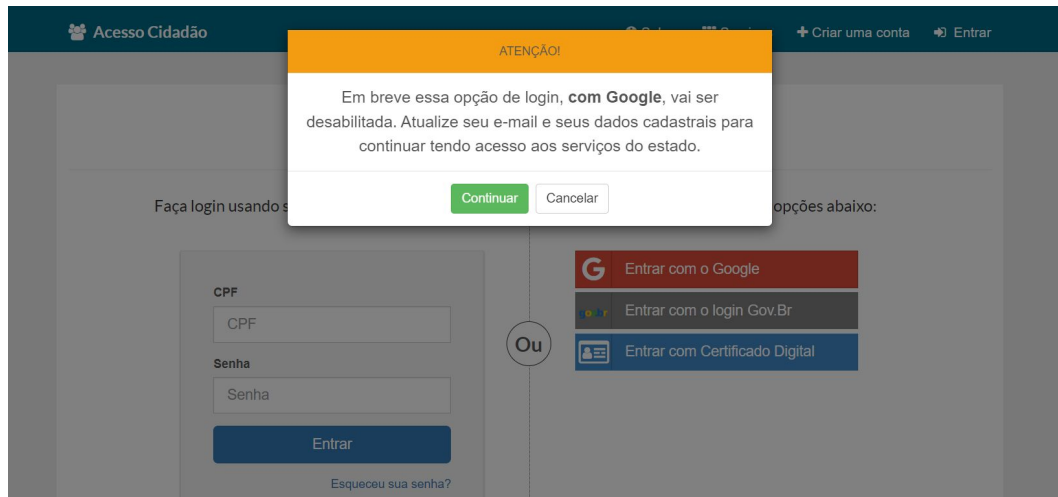 Acesso Cidadão
Criar uma conta
Entrar
ATENÇÃO!
Em breve essa opção de login, com Google, vai ser
desabilitada. Atualize seu e-mail e seus dados cadastrais para
continuar tendo acesso aos serviços do estado.
Continuar
Cancelar
Faça login usando
opções abaixo:
CPF
CPF
Senha
Senha
Entrar
Esqueceu sua senha?
Ou
G
Entrar com o Google
gov.br
Entrar com o login Gov.Br
Entrar com Certificado Digital